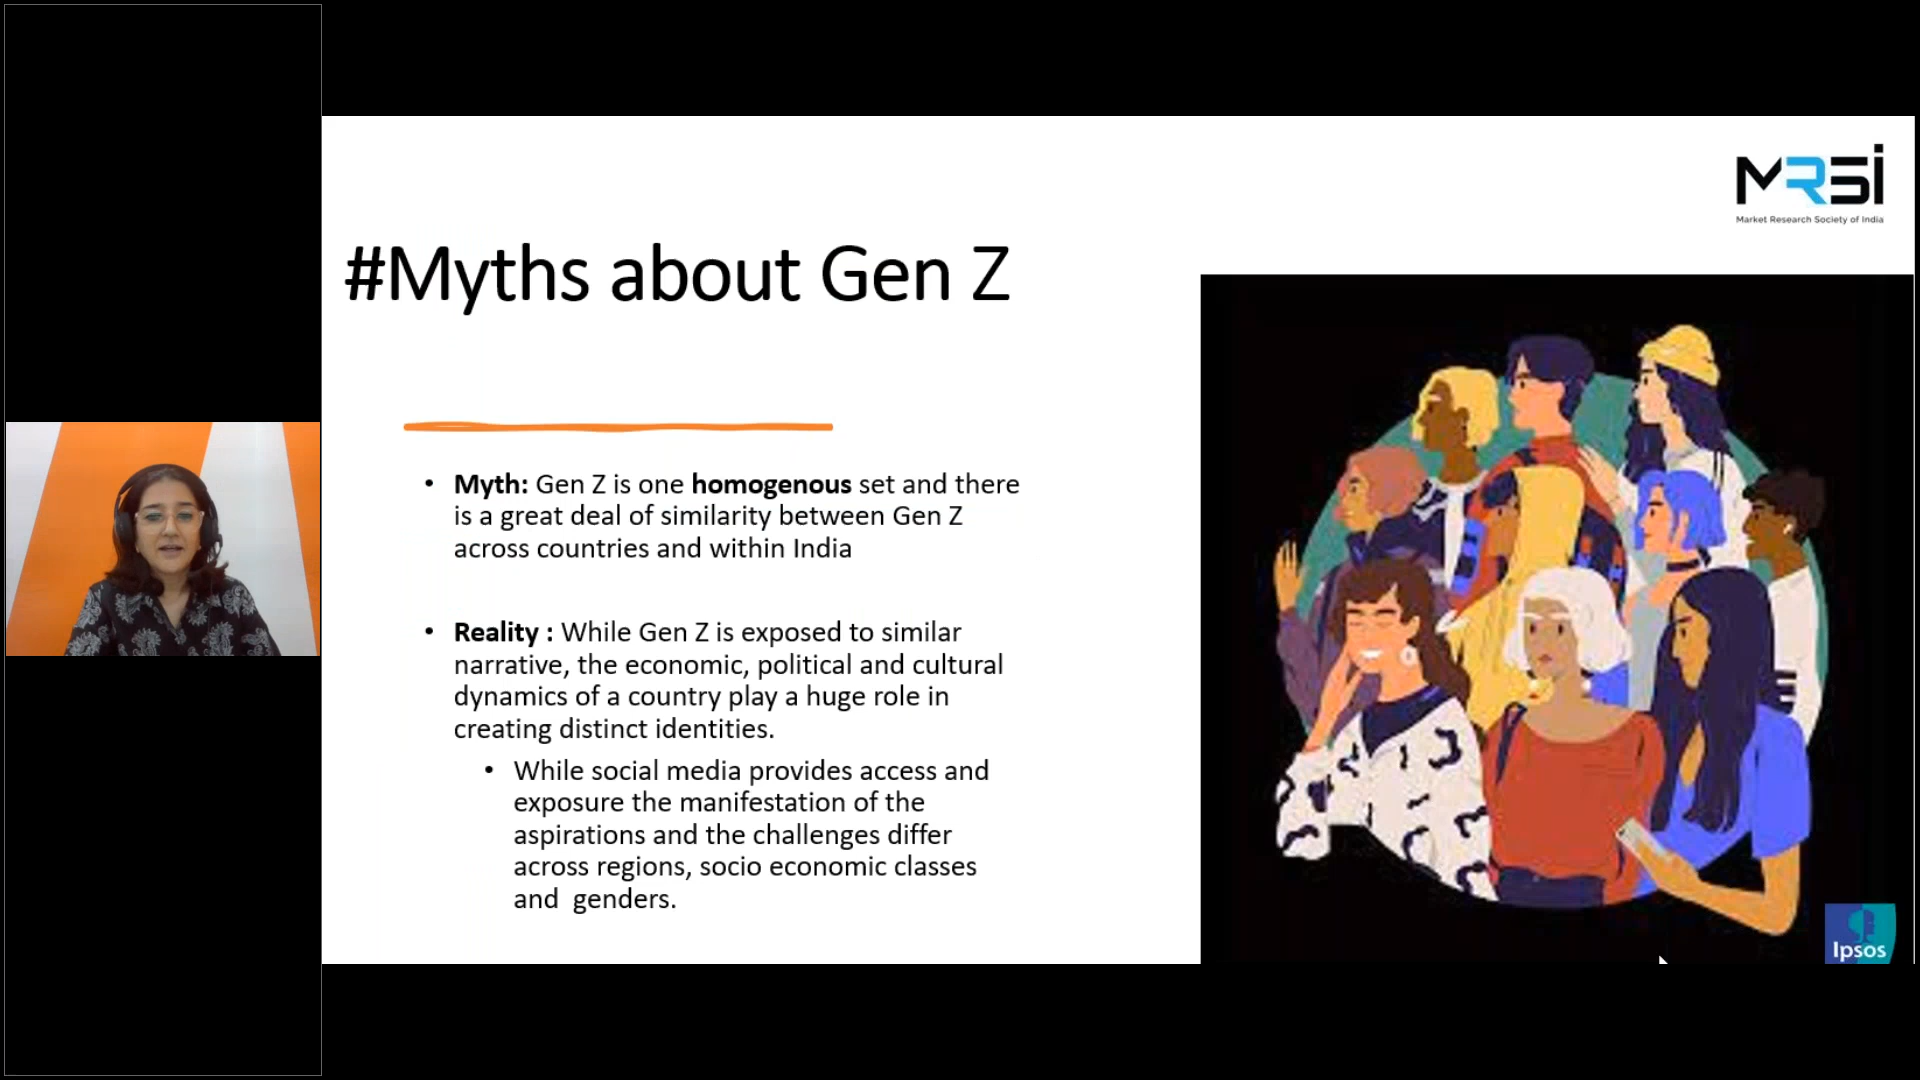 MRSI
Market Research Society of India
#Myths about Gen Z
• Myth: Gen Z is one homogenous set and there
is a great deal of similarity between Gen Z
across countries and within India
• Reality : While Gen Z is exposed to similar
narrative, the economic, political and cultural
dynamics of a country play a huge role in
creating distinct identities.
• While social media provides access and
exposure the manifestation of the
aspirations and the challenges differ
across regions, socio economic classes
and  genders.
Ipsos